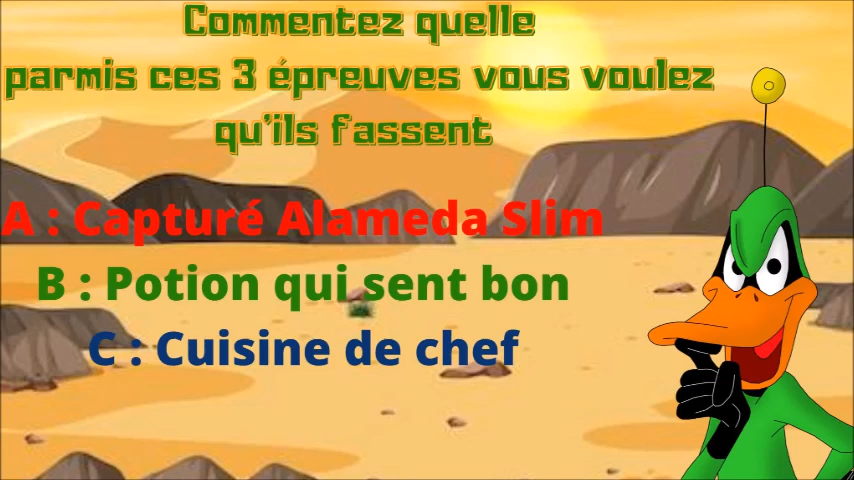 Commentez quelle
parmis ces 3 épreuves vous voulez
qu'ils fassent
A : Capturé Alameda Slim
B : Potion qui sent bon
C : Cuisine de chef